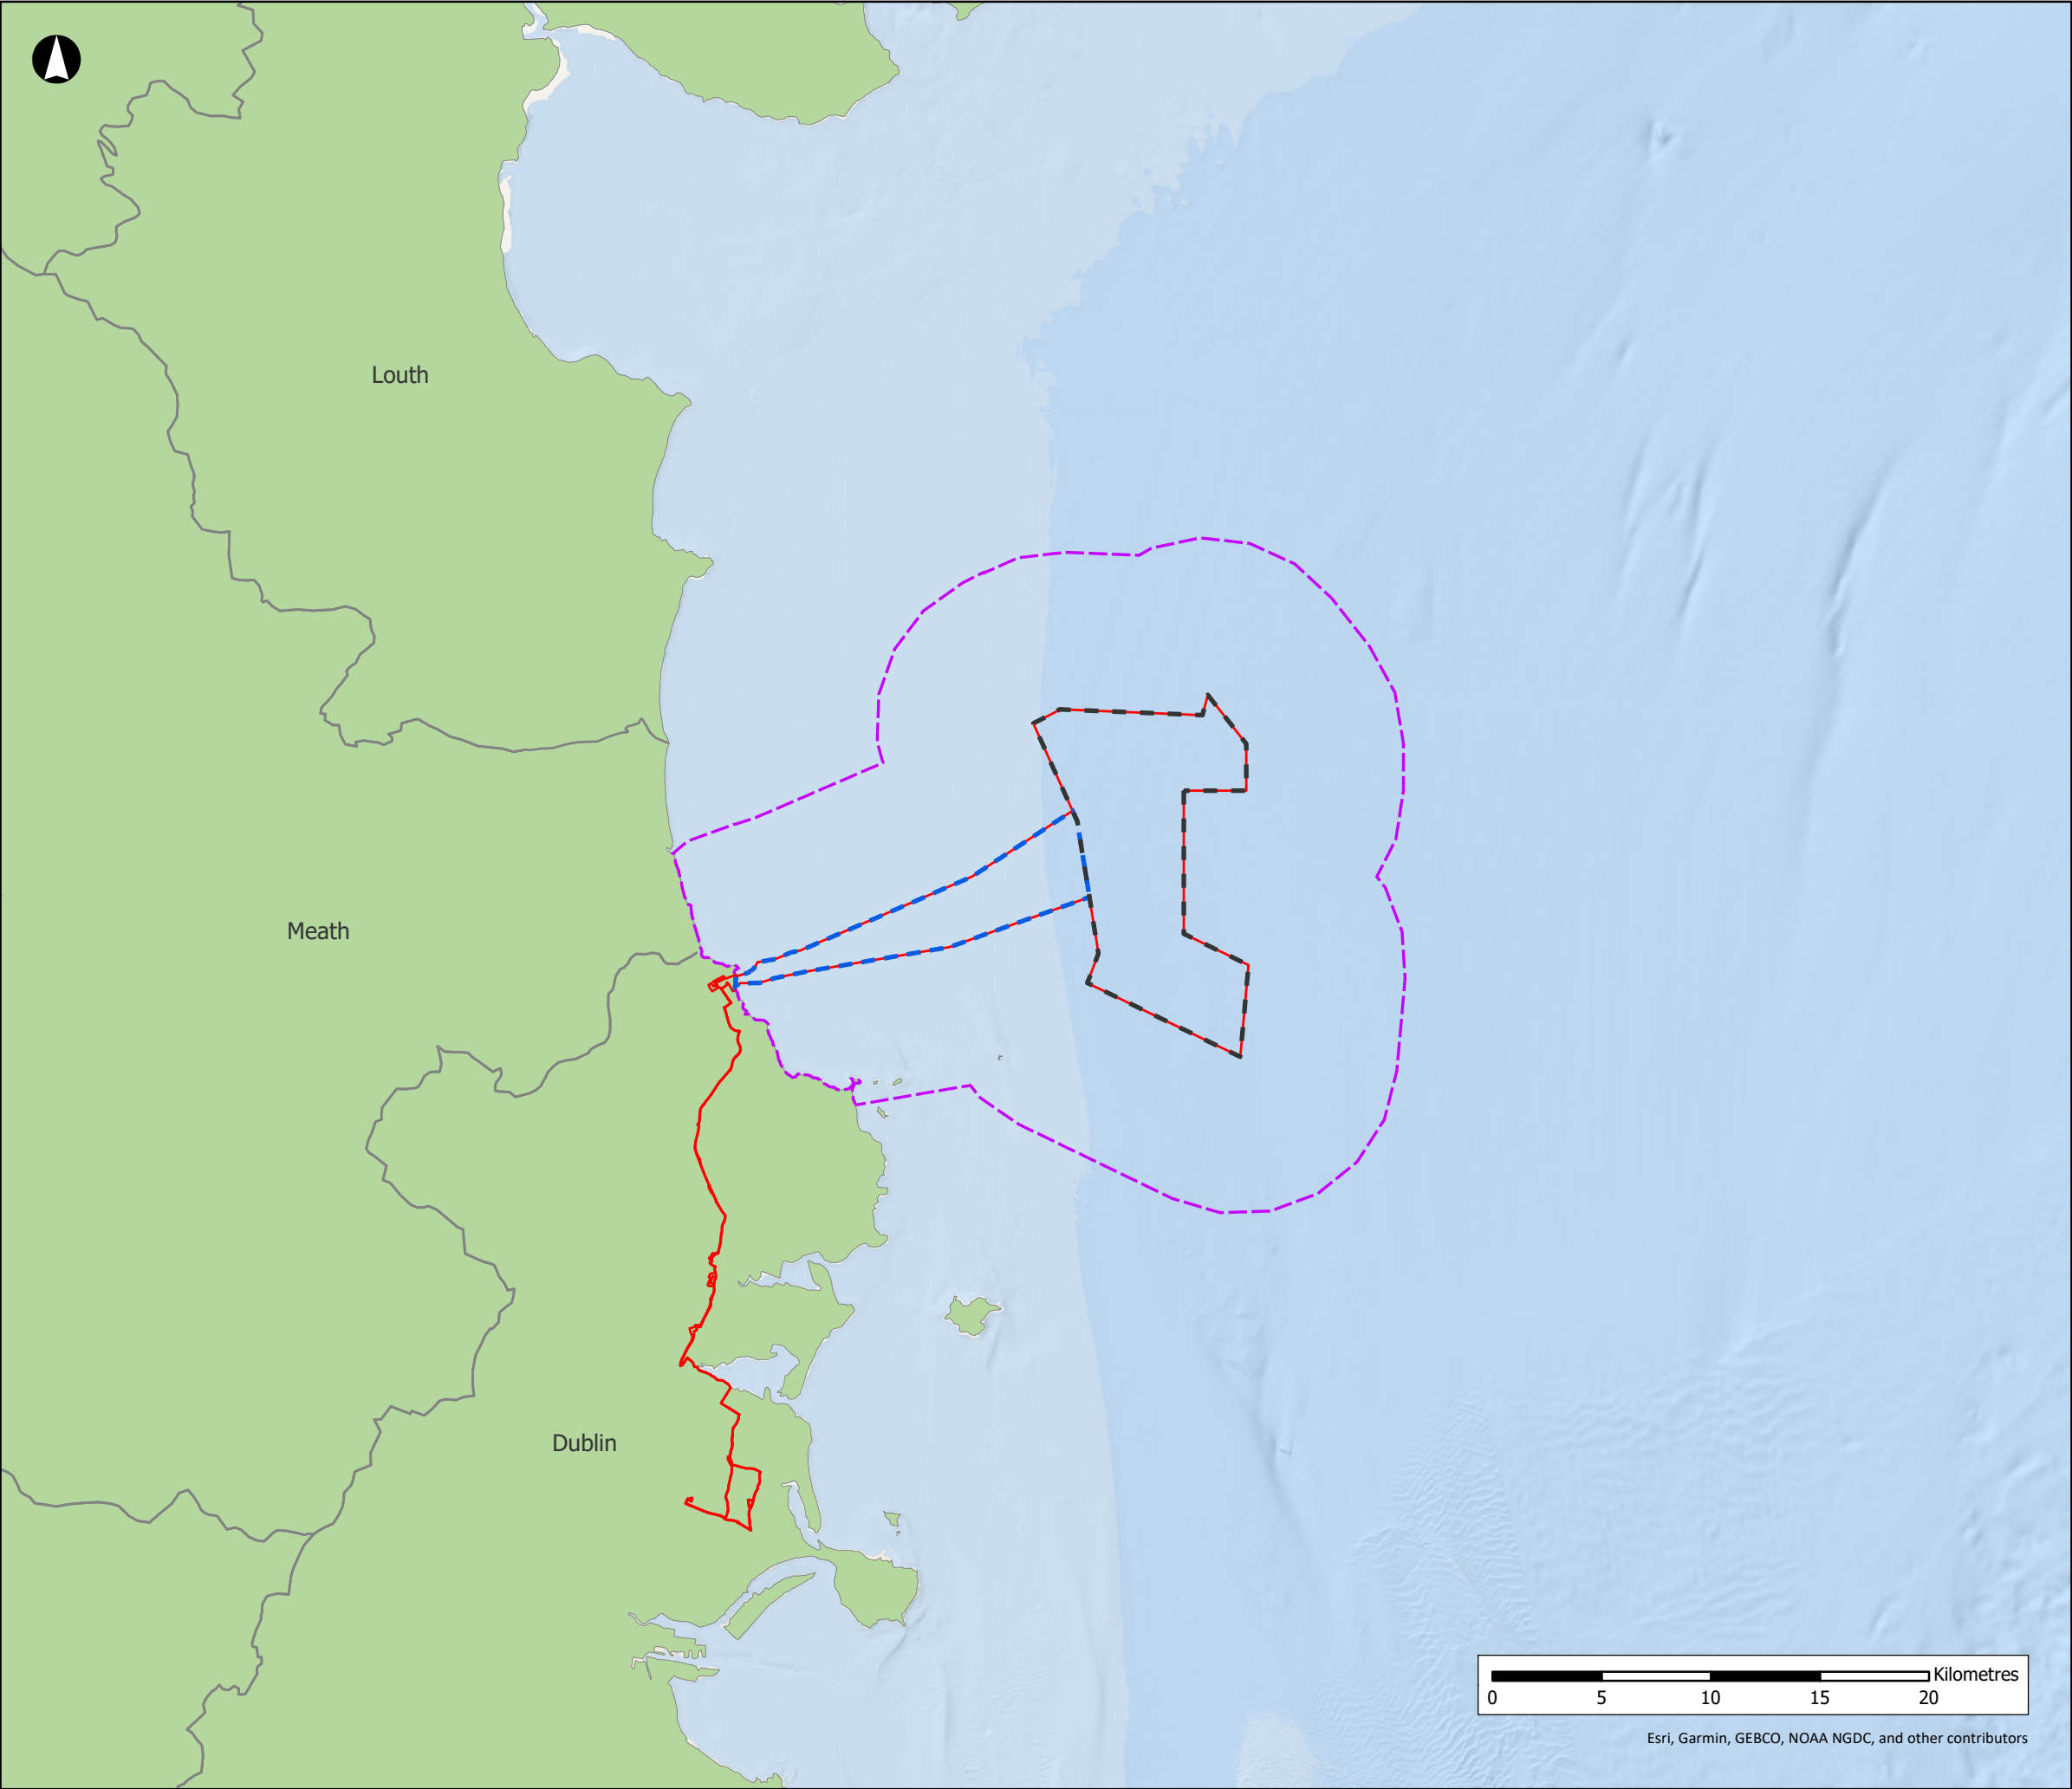 Louth
Meath
Dublin
Kilometres
0 5 10 15 20
Esri, Garmin, GEBCO, NOAA NGDC, and other contributors